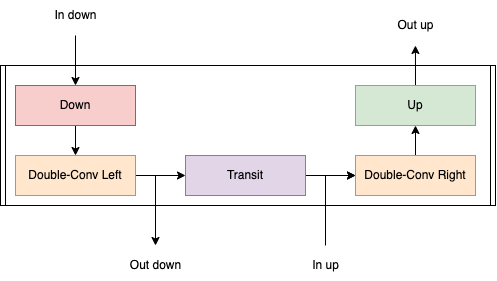 In down
Out up
Down
Up
Double-Conv Left
Transit
Double-Conv Right
Out down
In up